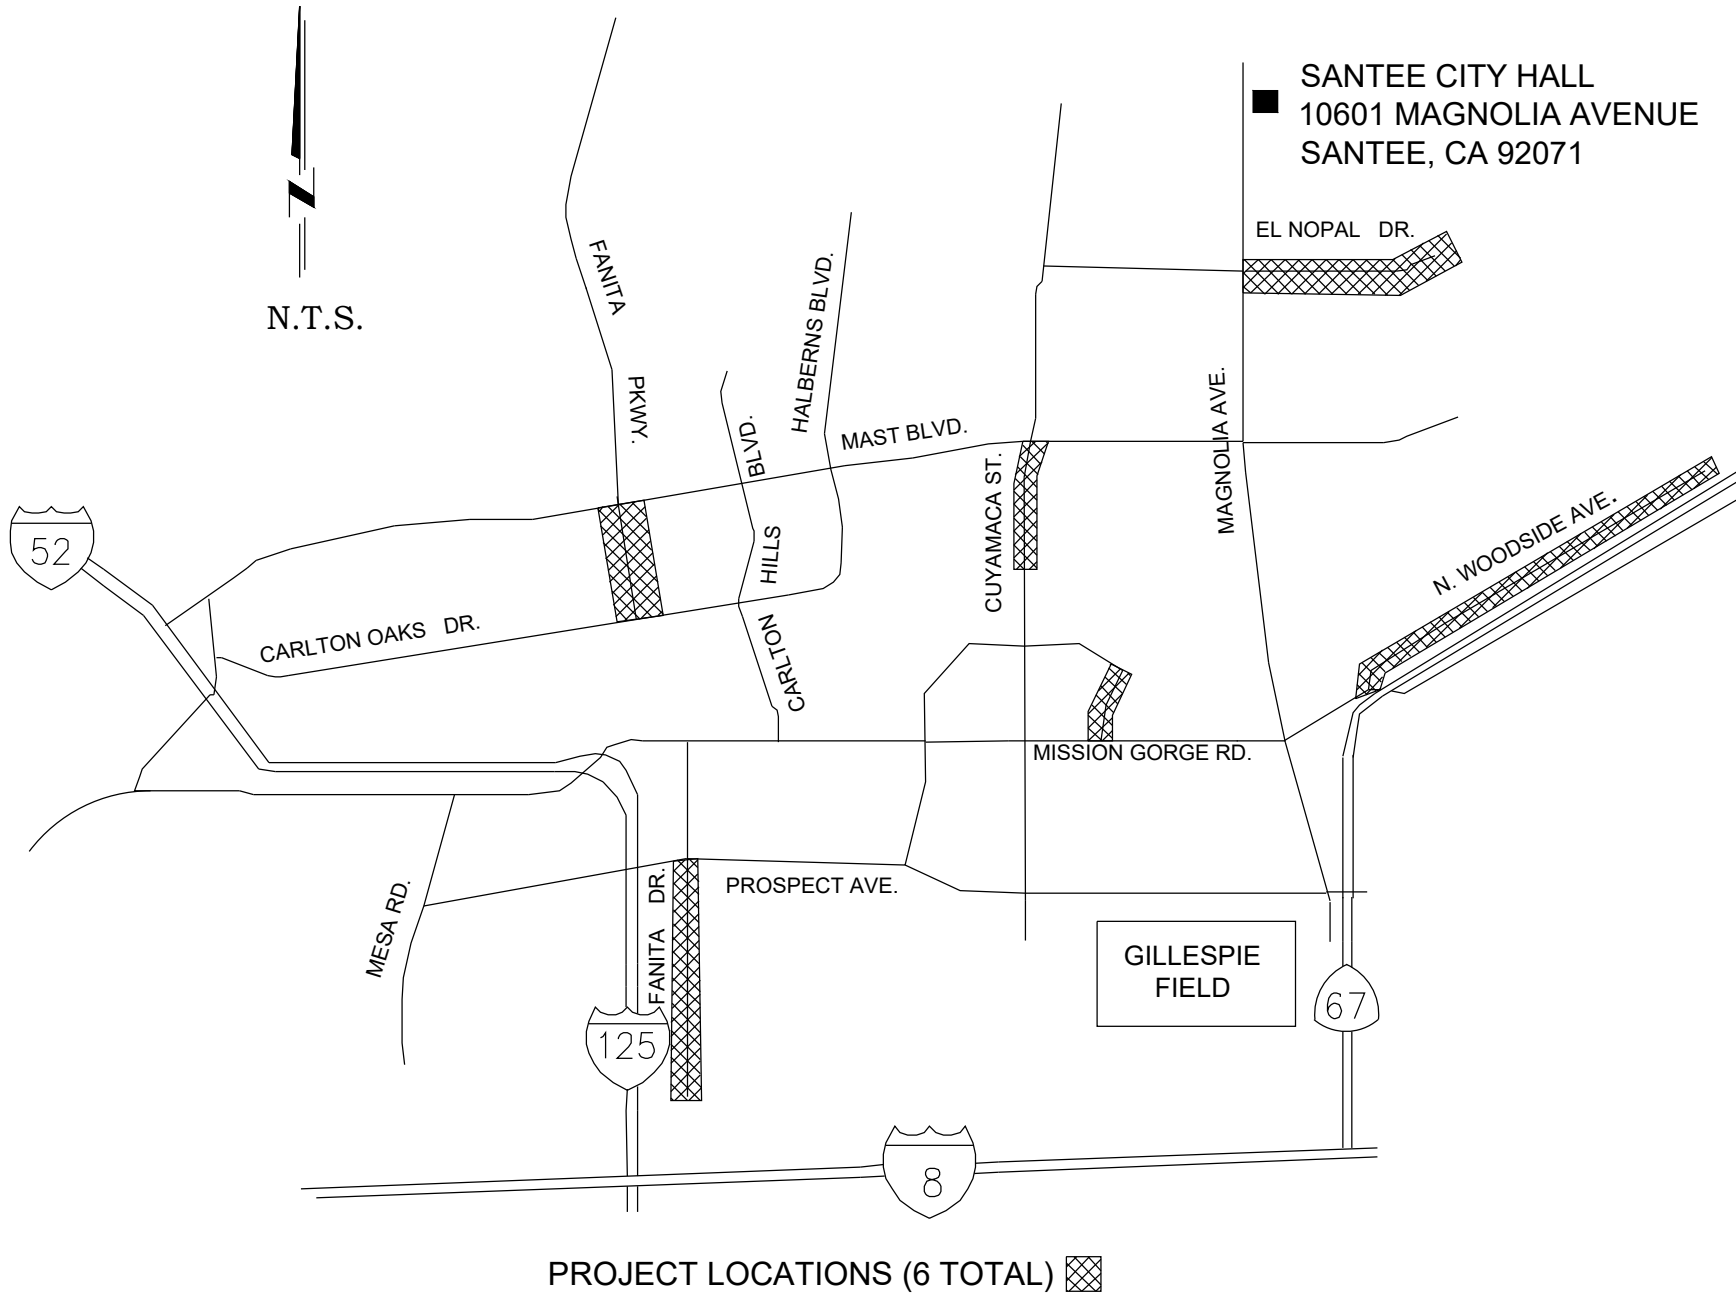 SANTEE CITY HALL
10601 MAGNOLIA AVENUE
SANTEE, CA 92071
EL NOPAL DR.
N.T.S.
FANITA
PKWY.
HALBERNS BLVD.
BLVD.
HILLS
CARLTON
MAST BLVD.
CUYAMACA ST.
MAGNOLIA AVE.
N. WOODSIDE AVE.
52
CARLTON OAKS DR.
MISSION GORGE RD.
MESA RD.
FANITA DR.
PROSPECT AVE.
GILLESPIE
FIELD
67
125
8
PROJECT LOCATIONS (6 TOTAL)